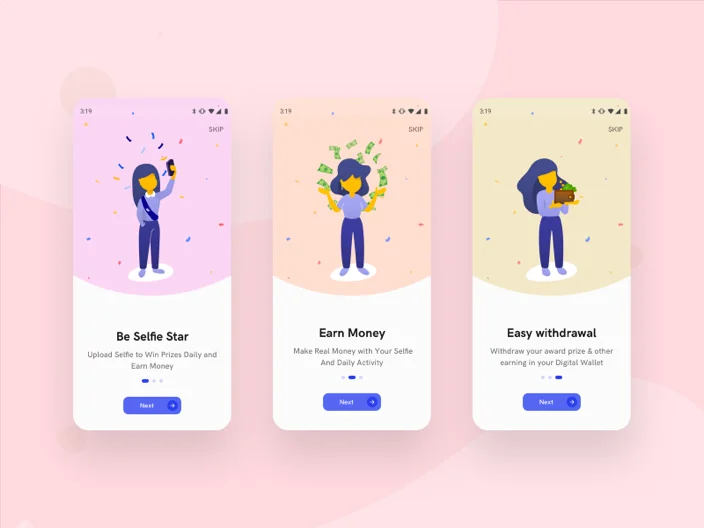 3:19
SKIP
Be Selfie Star
Upload Selfie to Win Prizes Daily and
Earn Money
Next
3:19
SKIP
Earn Money
Make Real Money with Your Selfie
And Daily Activity
Next
3:19
SKIP
Easy withdrawal
Withdraw your award prize & other
earning in your Digital Wallet
Next